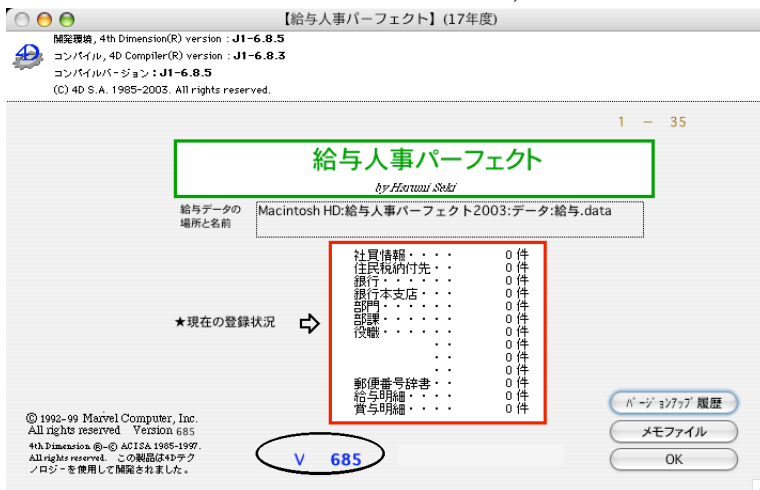 【給与人事パーフェクト】(17年度)
開発環境, 4th Dimension(R) version : J1-6.8.5
コンパイル, 4D Compiler(R) version : J1-6.8.3
コンパイルバージョン : J1-6.8.5
(C) 4D S.A. 1985-2003. All rights reserved.
1 － 35
給与人事パーフェクト
by Harumi Seki
給与データの
場所と名前
Macintosh HD:給与人事パーフェクト2003:データ:給与.data
社員情報・・・・ 0 件
住民税納付先・・ 0 件
銀行・・・・・・ 0 件
銀行本支店・・・ 0 件
部門・・・・・・ 0 件
部課・・・・・・ 0 件
役職・・・・・・ 0 件
・・ 0 件
・・ 0 件
・・ 0 件
郵便番号辞書・・ 0 件
給与明細・・・・ 0 件
賞与明細・・・・ 0 件
★現在の登録状況
© 1992-99 Marvel Computer, Inc.
All rights reserved Version 685
4th Dimension ®-© ACI SA 1985-1997.
All rights reserved. この製品は4Dテク
ノロジーを使用して開発されました。
V 685
バージョンアップ履歴
メモファイル
OK